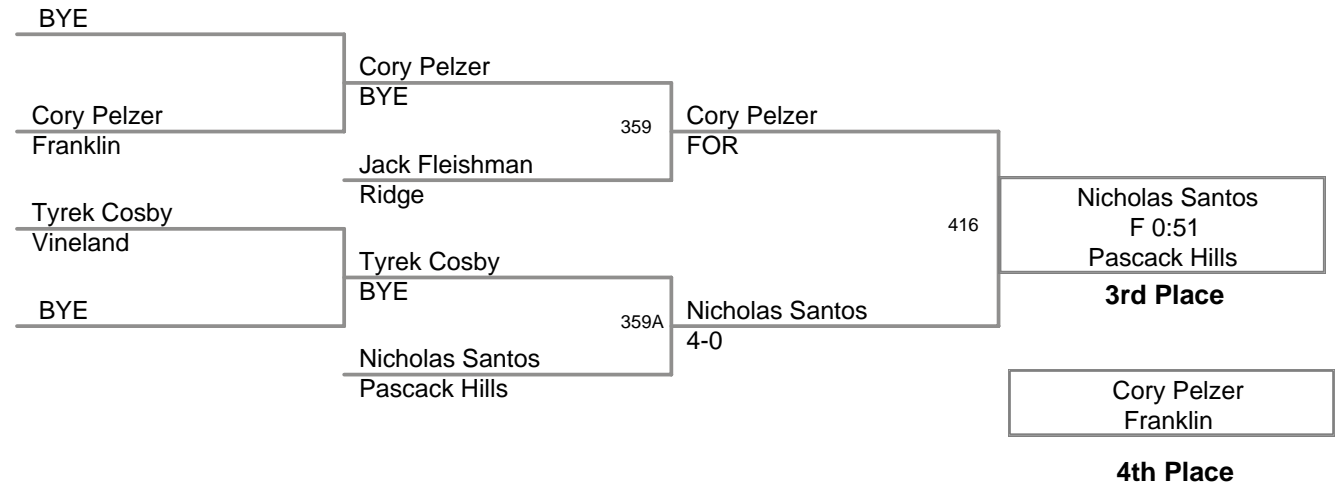 BYE
Cory Pelzer
BYE
Cory Pelzer
Franklin
359
Cory Pelzer
FOR
Jack Fleishman
Ridge
Tyrek Cosby
Vineland
416
Nicholas Santos
F 0:51
Pascack Hills
3rd Place
Tyrek Cosby
BYE
BYE
359A
Nicholas Santos
4-0
Nicholas Santos
Pascack Hills
Cory Pelzer
Franklin
4th Place